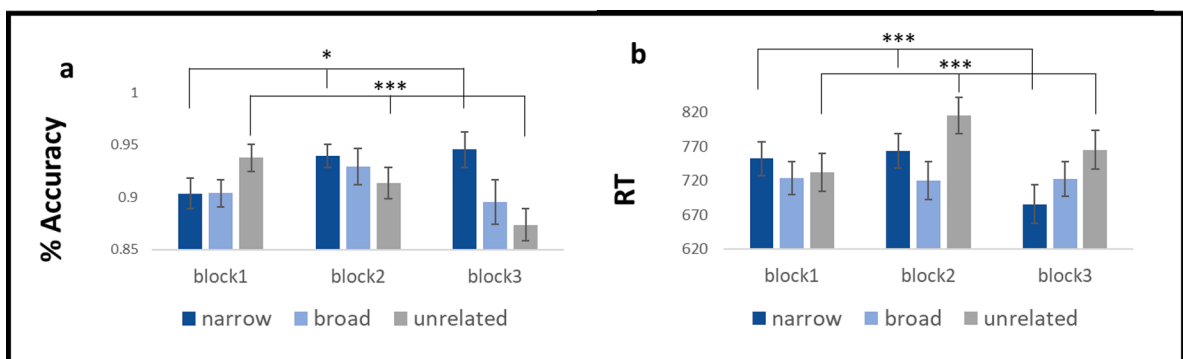 a
*
***
1
0.95
0.9
0.85
% Accuracy
block1 block2 block3
narrow broad unrelated
b
***
***
820
770
720
670
620
RT
block1 block2 block3
narrow broad unrelated